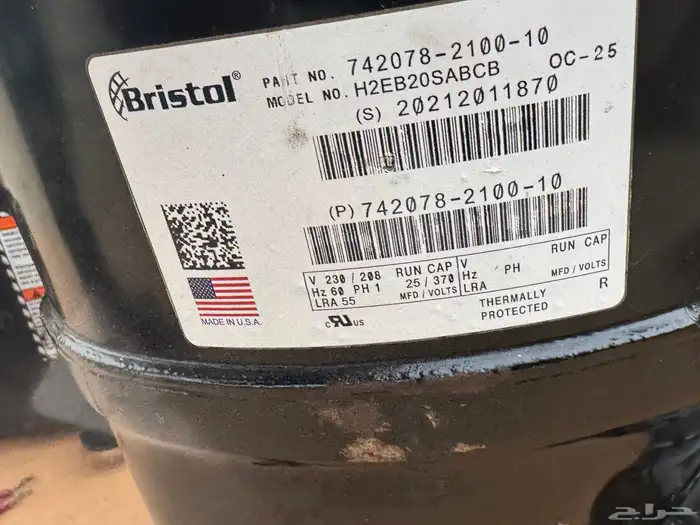 Bristol®
PART NO. 742078-2100-10
MODEL NO. H2EB20SABCB OC-25
(S) 20212011870
(P) 742078-2100-10
V 230 / 208 RUN CAP V RUN CAP
Hz 60 PH 1 25 / 370 Hz PH
LRA 55 MFD / VOLTS LRA MFD / VOLTS
MADE IN U.S.A.
c RU US
THERMALLY PROTECTED R
حراج